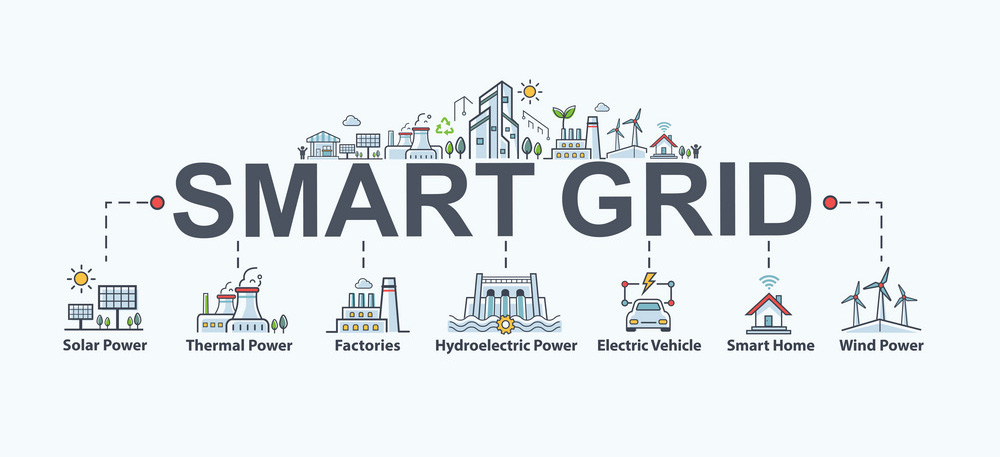 SMART GRID
Solar Power
Thermal Power
Factories
Hydroelectric Power
Electric Vehicle
Smart Home
Wind Power